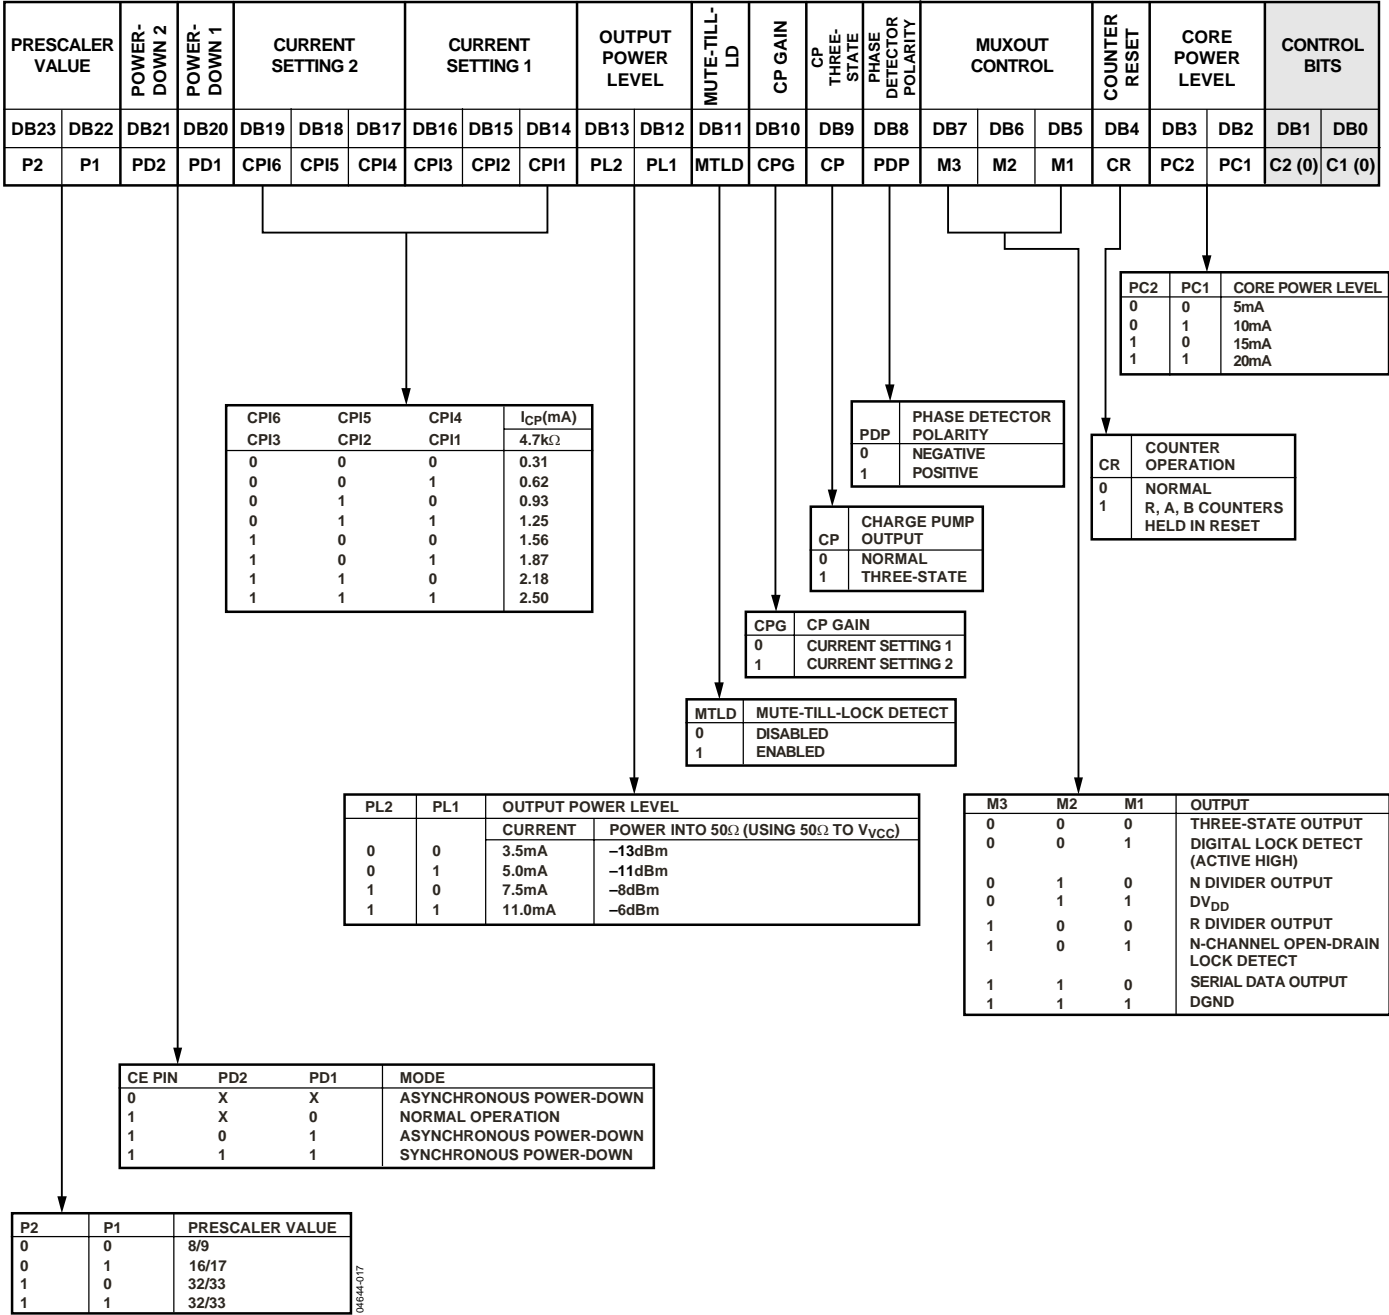 PRESCALER VALUE
POWER-DOWN 2
POWER-DOWN 1
CURRENT SETTING 2
CURRENT SETTING 1
OUTPUT POWER LEVEL
MUTE-TILL-LD
CP GAIN
CP THREE-STATE
PHASE DETECTOR POLARITY
MUXOUT CONTROL
COUNTER RESET
CORE POWER LEVEL
CONTROL BITS
DB23 DB22 DB21 DB20 DB19 DB18 DB17 DB16 DB15 DB14 DB13 DB12 DB11 DB10 DB9 DB8 DB7 DB6 DB5 DB4 DB3 DB2 DB1 DB0
P2 P1 PD2 PD1 CPI6 CPI5 CPI4 CPI3 CPI2 CPI1 PL2 PL1 MTLD CPG CP PDP M3 M2 M1 CR PC2 PC1 C2 (0) C1 (0)
PC2 PC1 CORE POWER LEVEL
0 0 5mA
0 1 10mA
1 0 15mA
1 1 20mA
CPI6 CPI5 CPI4 ICP(mA)
CPI3 CPI2 CPI1 4.7kΩ
0 0 0 0.31
0 0 1 0.62
0 1 0 0.93
0 1 1 1.25
1 0 0 1.56
1 0 1 1.87
1 1 0 2.18
1 1 1 2.50
PDP PHASE DETECTOR POLARITY
0 NEGATIVE
1 POSITIVE
CR COUNTER OPERATION
0 NORMAL
1 R, A, B COUNTERS
HELD IN RESET
CP CHARGE PUMP OUTPUT
0 NORMAL
1 THREE-STATE
CPG CP GAIN
0 CURRENT SETTING 1
1 CURRENT SETTING 2
MTLD MUTE-TILL-LOCK DETECT
0 DISABLED
1 ENABLED
PL2 PL1 OUTPUT POWER LEVEL
CURRENT POWER INTO 50Ω (USING 50Ω TO VVCC)
0 0 3.5mA –13dBm
0 1 5.0mA –11dBm
1 0 7.5mA –8dBm
1 1 11.0mA –6dBm
M3 M2 M1 OUTPUT
0 0 0 THREE-STATE OUTPUT
0 0 1 DIGITAL LOCK DETECT
(ACTIVE HIGH)
0 1 0 N DIVIDER OUTPUT
0 1 1 DVDD
1 0 0 R DIVIDER OUTPUT
1 0 1 N-CHANNEL OPEN-DRAIN
LOCK DETECT
1 1 0 SERIAL DATA OUTPUT
1 1 1 DGND
CE PIN PD2 PD1 MODE
0 X X ASYNCHRONOUS POWER-DOWN
1 X 0 NORMAL OPERATION
1 0 1 ASYNCHRONOUS POWER-DOWN
1 1 1 SYNCHRONOUS POWER-DOWN
P2 P1 PRESCALER VALUE
0 0 8/9
0 1 16/17
1 0 32/33
1 1 32/33
04644-017